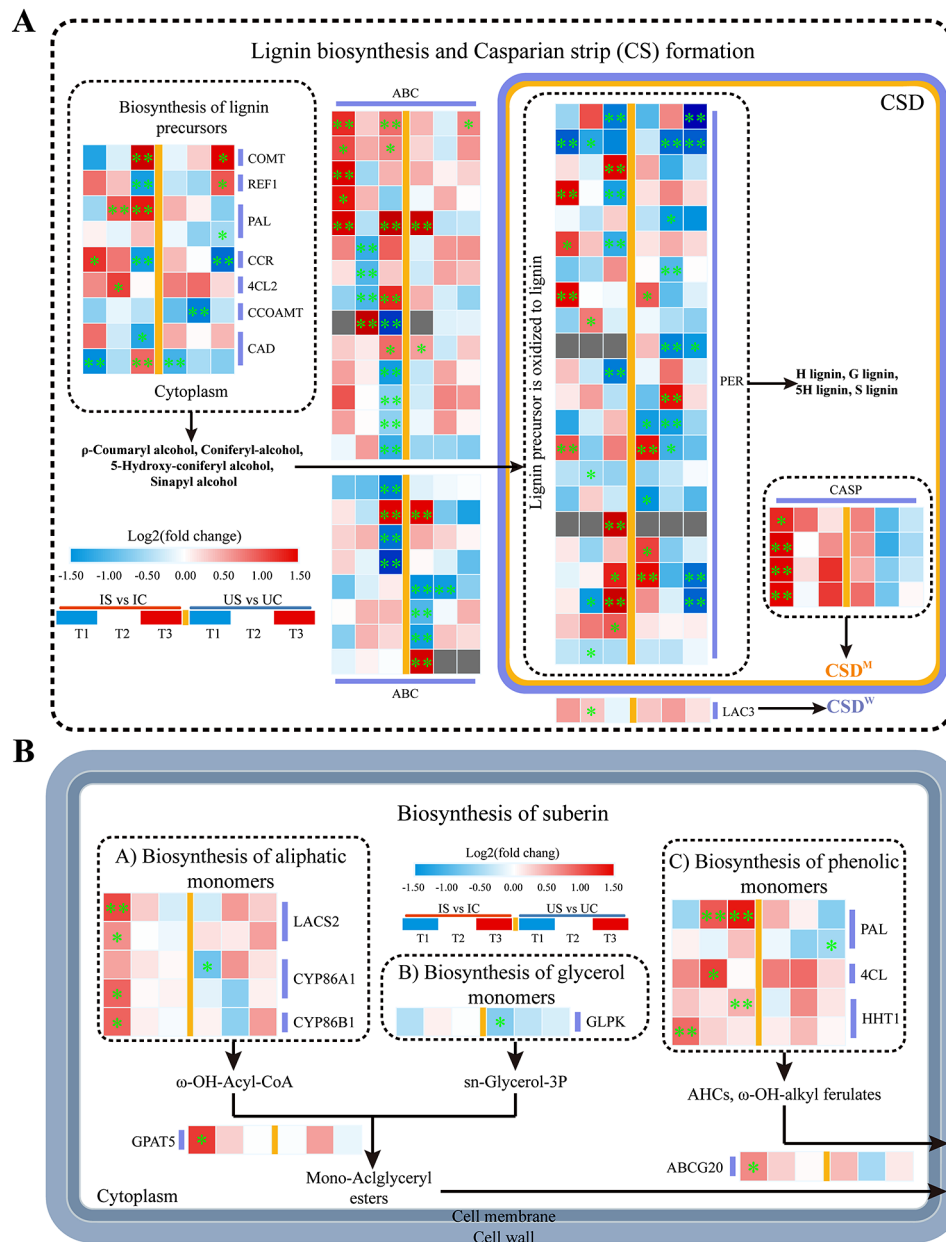 A
Lignin biosynthesis and Casparian strip (CS) formation
Biosynthesis of lignin
precursors
COMT
REF1
PAL
CCR
4CL2
CCOAMT
CAD
Cytoplasm
ρ-Coumaryl alcohol, Coniferyl-alcohol,
5-Hydroxy-coniferyl alcohol,
Sinapyl alcohol
Log2(fold change)
-1.50 -1.00 -0.50 0.00 0.50 1.00 1.50
IS vs IC US vs UC
T1 T2 T3 T1 T2 T3
ABC
ABC
CSD
Lignin precursor is oxidized to lignin
PER
H lignin, G lignin,
5H lignin, S lignin
CASP
CSDᴹ
LAC3
CSDᵂ
B
Biosynthesis of suberin
A) Biosynthesis of aliphatic
monomers
LACS2
CYP86A1
CYP86B1
Log2(fold chang)
-1.50 -1.00 -0.50 0.00 0.50 1.00 1.50
IS vs IC US vs UC
T1 T2 T3 T1 T2 T3
B) Biosynthesis of glycerol
monomers
GLPK
C) Biosynthesis of phenolic
monomers
PAL
4CL
HHT1
ω-OH-Acyl-CoA
sn-Glycerol-3P
AHCs, ω-OH-alkyl ferulates
GPAT5
ABCG20
Mono-Aclglyceryl
esters
Cytoplasm
Cell membrane
Cell wall